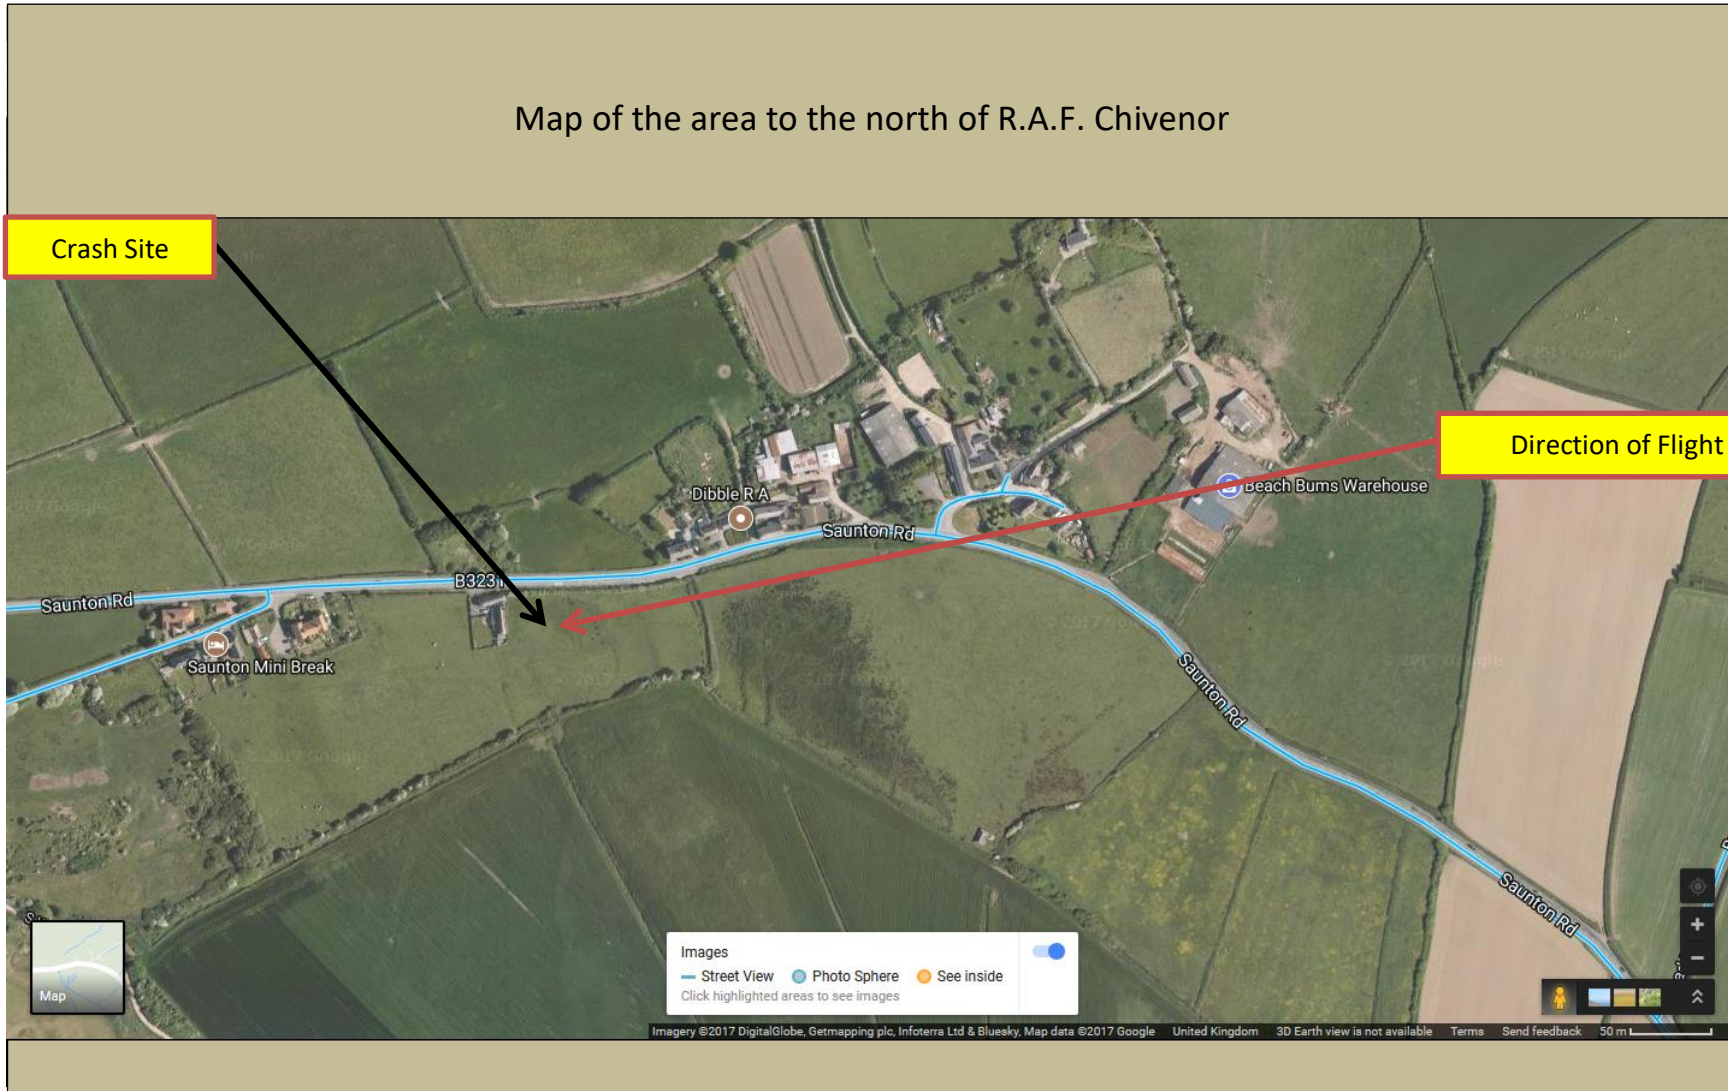 Map of the area to the north of R.A.F. Chivenor
Crash Site
Direction of Flight
Beach Bums Warehouse
Dibble R A
Saunton Rd
B3231
Saunton Rd
Saunton Mini Break
Saunton Rd
Saunton Rd
Images
Street View Photo Sphere See inside
Click highlighted areas to see images
Map
Imagery ©2017 DigitalGlobe, Getmapping plc, Infoterra Ltd & Bluesky, Map data ©2017 Google United Kingdom 3D Earth view is not available Terms Send feedback 50 m